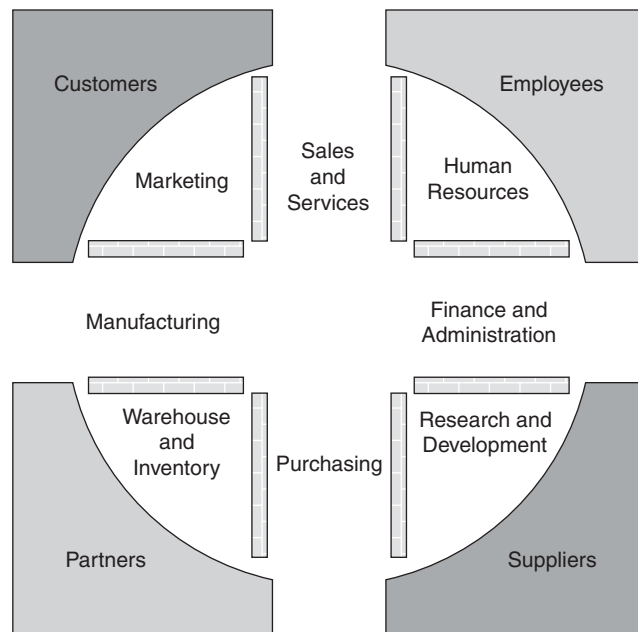 Customers
Employees
Marketing
Sales
and
Services
Human
Resources
Manufacturing
Finance and
Administration
Warehouse
and
Inventory
Purchasing
Research and
Development
Partners
Suppliers